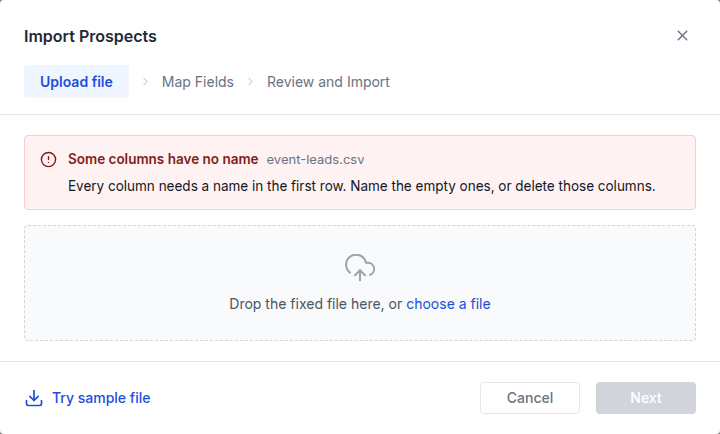 Import Prospects
Upload file Map Fields Review and Import
Some columns have no name event-leads.csv
Every column needs a name in the first row. Name the empty ones, or delete those columns.
Drop the fixed file here, or choose a file
Try sample file Cancel Next